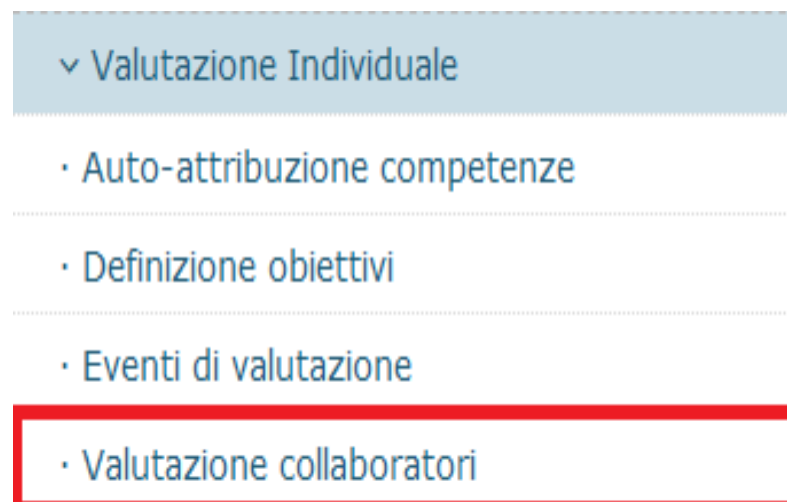 Valutazione Individuale
· Auto-attribuzione competenze
· Definizione obiettivi
· Eventi di valutazione
· Valutazione collaboratori